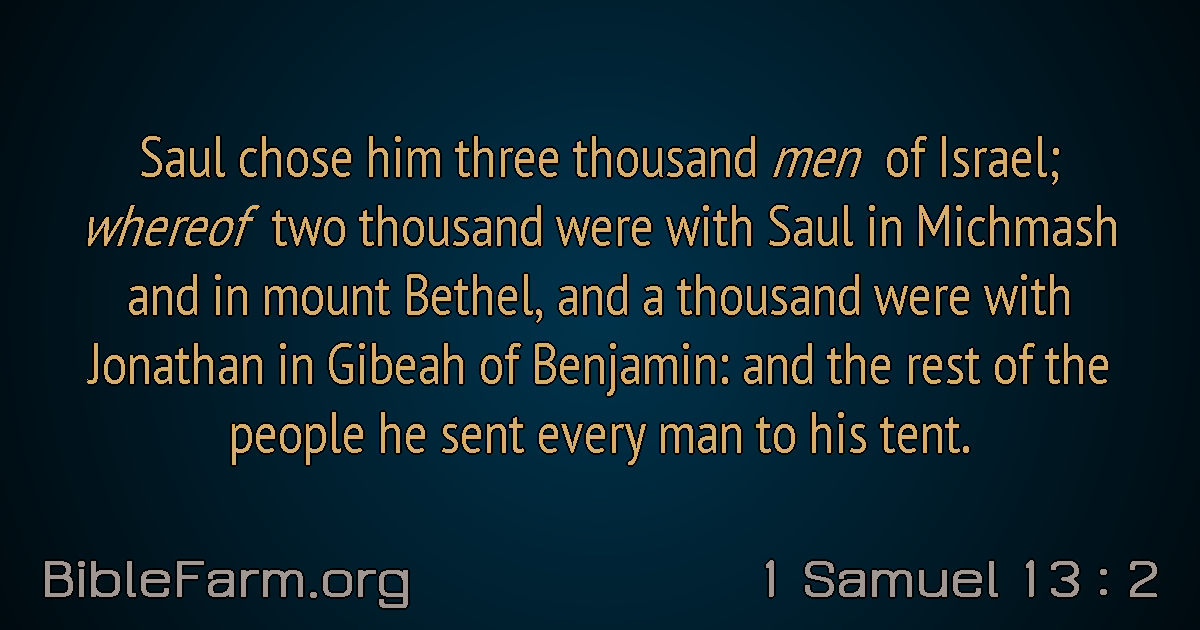 Saul chose him three thousand men of Israel;
whereof two thousand were with Saul in Michmash
and in mount Bethel, and a thousand were with
Jonathan in Gibeah of Benjamin: and the rest of the
people he sent every man to his tent.
BibleFarm.org
1 Samuel 13 : 2